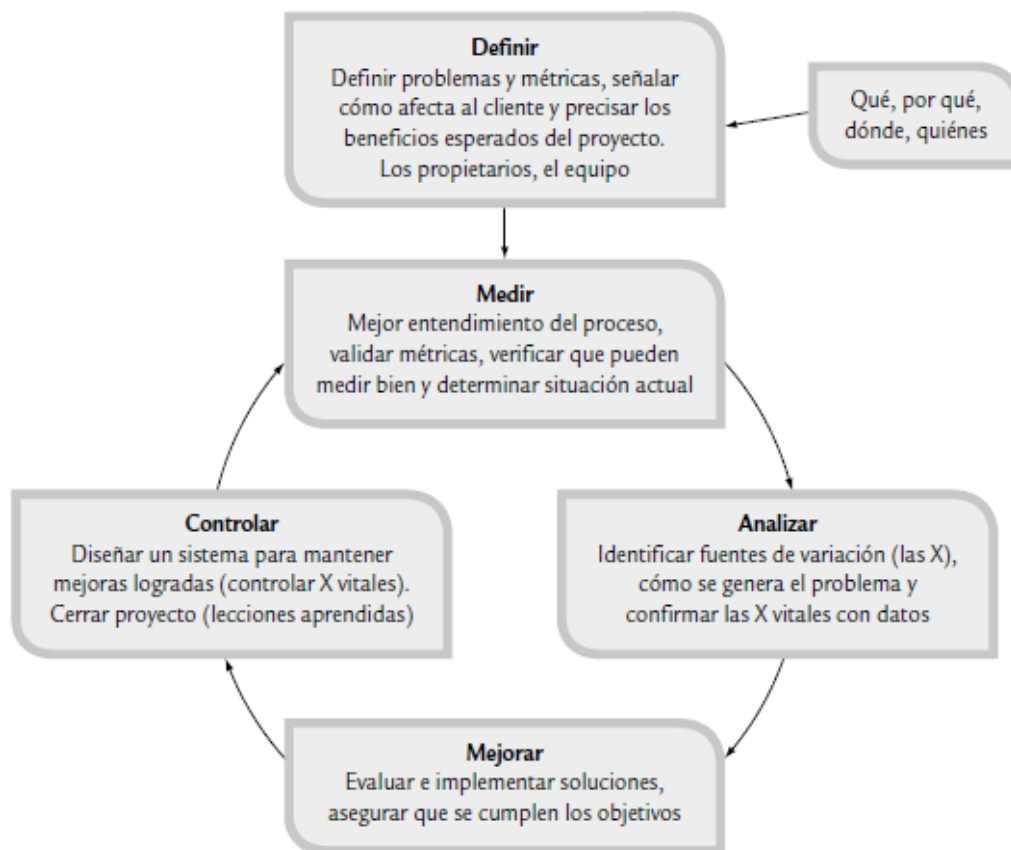 Definir
Definir problemas y métricas, señalar
cómo afecta al cliente y precisar los
beneficios esperados del proyecto.
Los propietarios, el equipo
Qué, por qué,
dónde, quiénes
Medir
Mejor entendimiento del proceso,
validar métricas, verificar que pueden
medir bien y determinar situación actual
Controlar
Diseñar un sistema para mantener
mejoras logradas (controlar X vitales).
Cerrar proyecto (lecciones aprendidas)
Analizar
Identificar fuentes de variación (las X),
cómo se genera el problema y
confirmar las X vitales con datos
Mejorar
Evaluar e implementar soluciones,
asegurar que se cumplen los objetivos